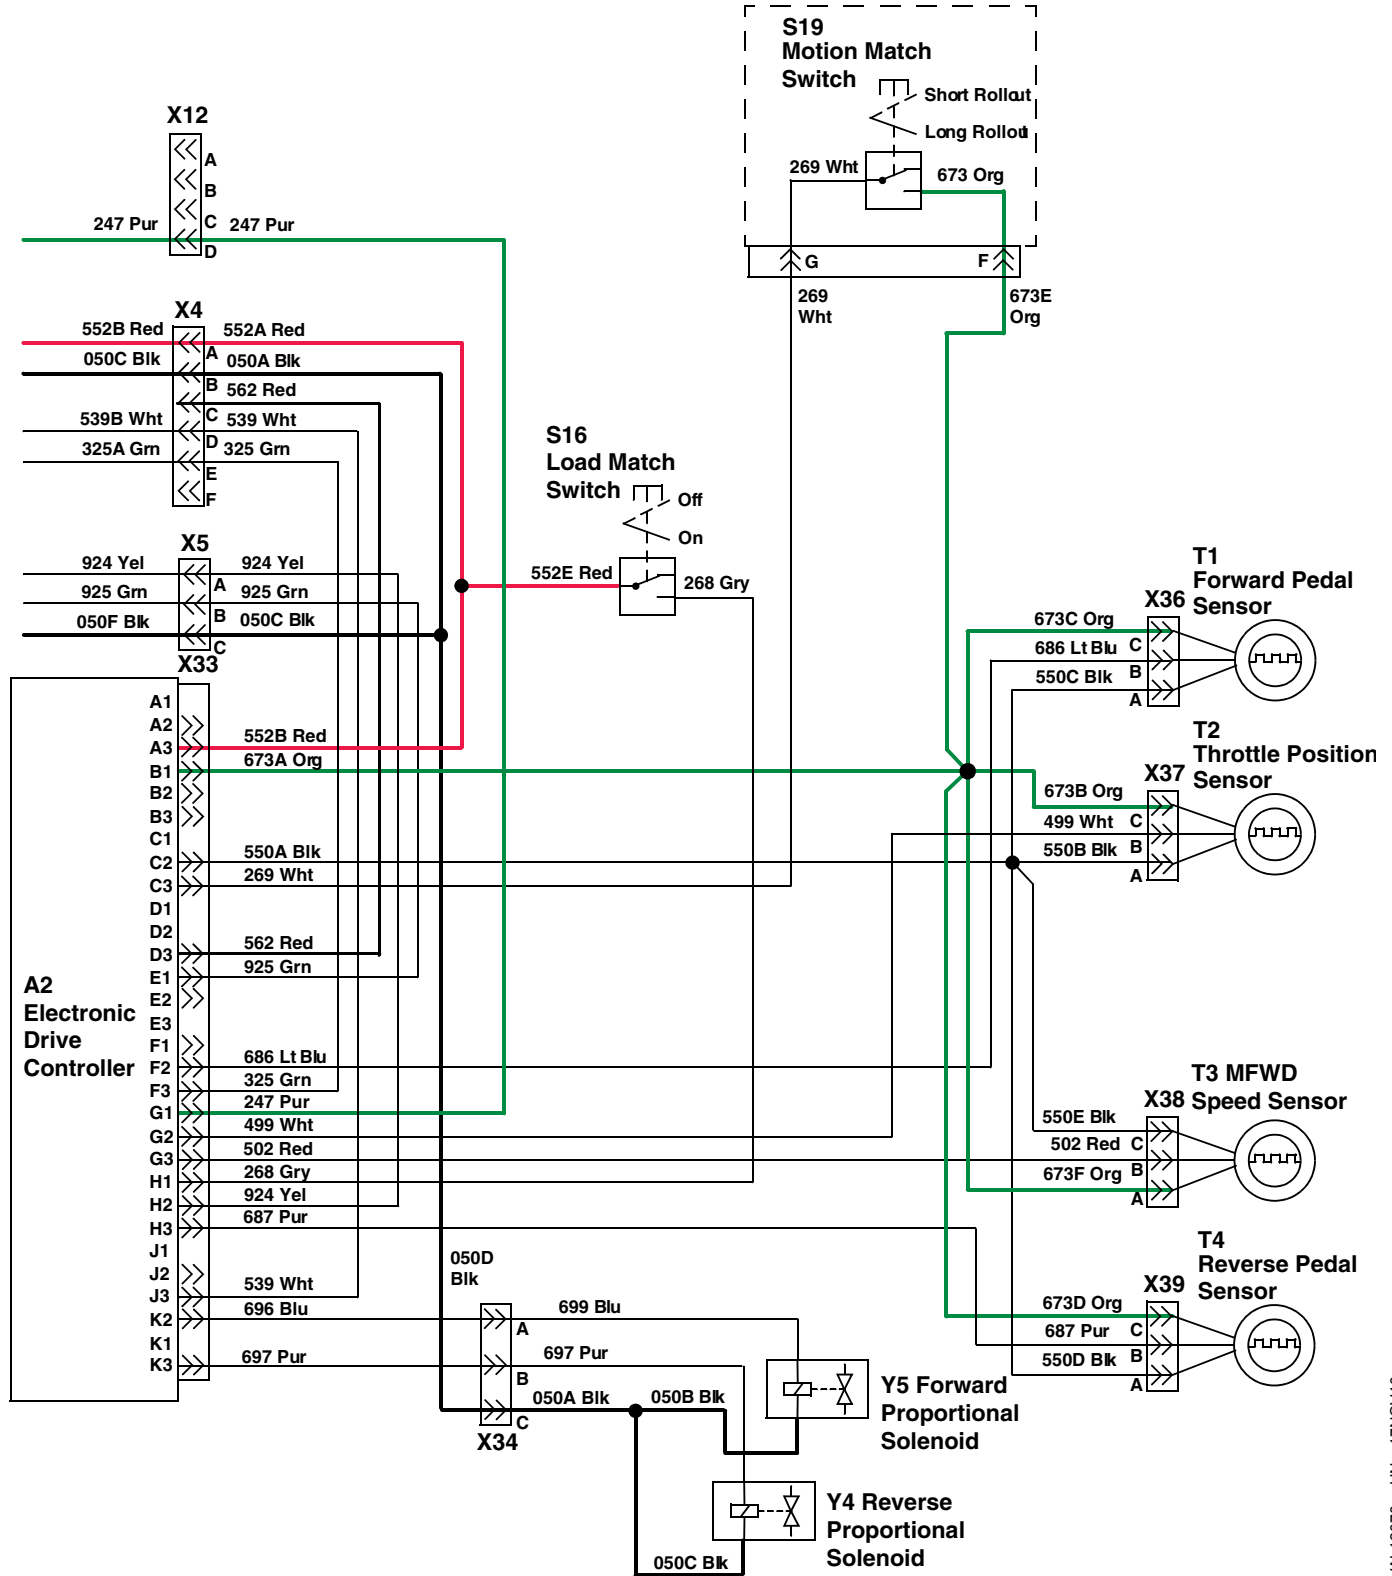 S19
Motion Match
Switch
Short Rollout
Long Rollout
269 Wht
673 Org
G
F
269
Wht
673E
Org
X12
A
B
C
D
247 Pur
247 Pur
X4
552B Red
552A Red
A
050C Blk
050A Blk
B
562 Red
C
539B Wht
539 Wht
D
325A Grn
325 Grn
E
F
S16
Load Match
Switch
Off
On
552E Red
268 Gry
X5
924 Yel
924 Yel
A
925 Grn
925 Grn
B
050F Blk
050C Blk
C
X33
A1
A2
A3
B1
B2
B3
C1
C2
C3
D1
D2
D3
E1
E2
E3
F1
F2
F3
G1
G2
G3
H1
H2
H3
J1
J2
J3
K2
K1
K3
552B Red
673A Org
550A Blk
269 Wht
562 Red
925 Grn
686 Lt Blu
325 Grn
247 Pur
499 Wht
502 Red
268 Gry
924 Yel
687 Pur
539 Wht
696 Blu
697 Pur
A2
Electronic
Drive
Controller
T1
Forward Pedal
Sensor
X36
673C Org
C
686 Lt Blu
B
550C Blk
A
T2
Throttle Position
Sensor
X37
673B Org
C
499 Wht
B
550B Blk
A
T3 MFWD
Speed Sensor
X38
550E Blk
C
502 Red
B
673F Org
A
T4
Reverse Pedal
Sensor
X39
673D Org
C
687 Pur
B
550D Blk
A
050D
Blk
699 Blu
A
697 Pur
B
050A Blk
050B Blk
C
X34
Y5 Forward
Proportional
Solenoid
Y4 Reverse
Proportional
Solenoid
050C Blk